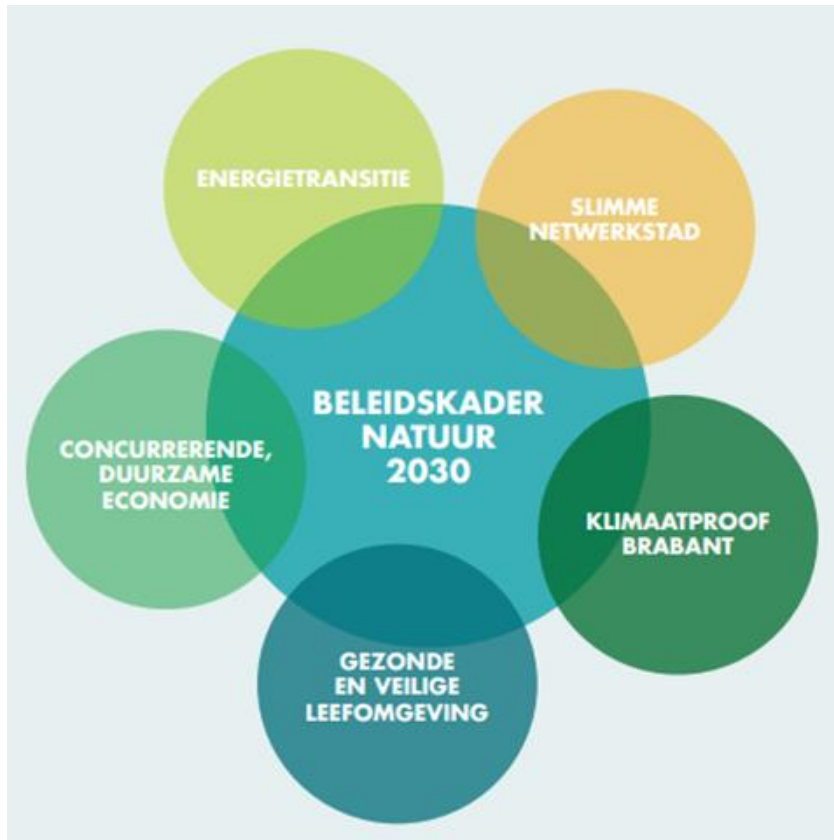 ENERGIETRANSITIE
SLIMME
NETWERKSTAD
BELEIDSKADER
NATUUR
2030
CONCURRERENDE,
DUURZAME
ECONOMIE
KLIMAATPROOF
BRABANT
GEZONDE
EN VEILIGE
LEEFOMGEVING